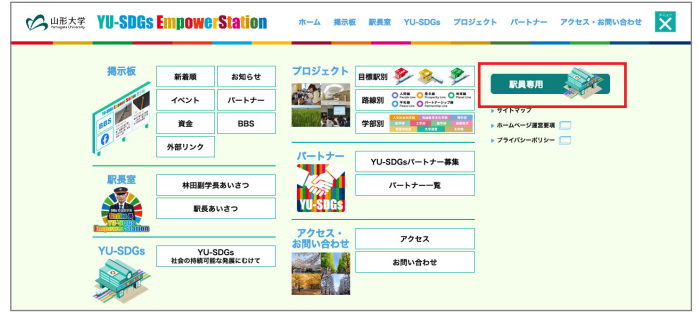 山形大学
Yamagata University
YU-SDGs EmpowerStation
ホーム 掲示板 駅長室 YU-SDGs プロジェクト パートナー アクセス・お問い合わせ
掲示板
新着順
お知らせ
イベント
パートナー
資金
BBS
外部リンク
BBS
駅長室
林田副学長あいさつ
駅長あいさつ
EmpowerStation
YU-SDGs
YU-SDGs
社会の持続可能な発展にむけて
プロジェクト
目標駅別
路線別
学部別
パートナー
YU-SDGs
YU-SDGsパートナー募集
パートナー一覧
アクセス・
お問い合わせ
アクセス
お問い合わせ
駅員専用
サイトマップ
ホームページ運営要項
プライバシーポリシー